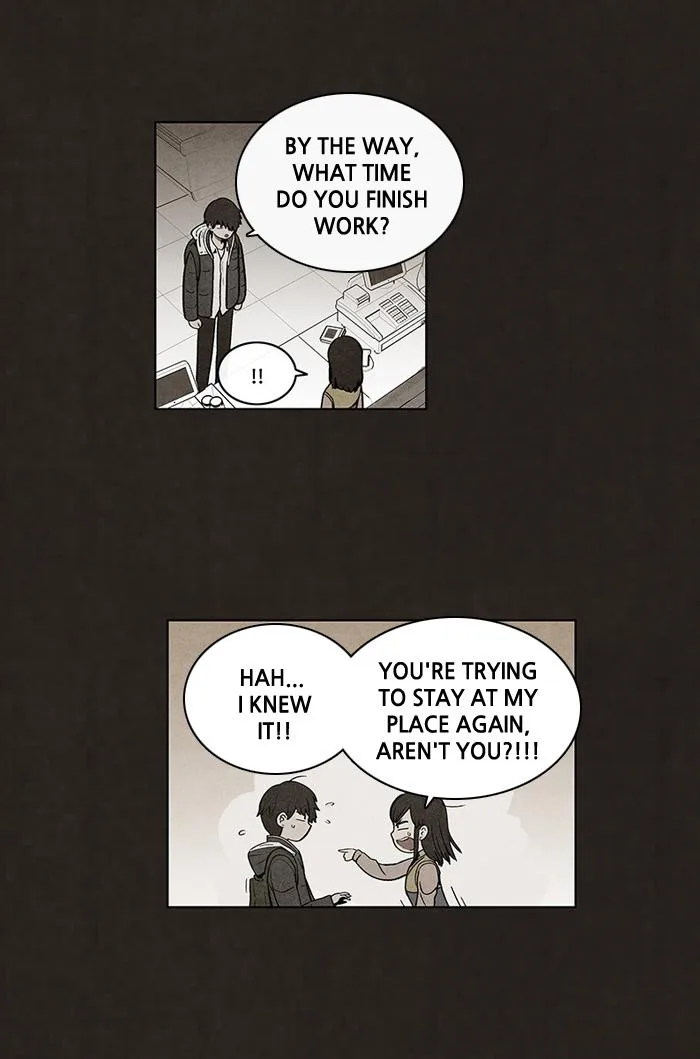 BY THE WAY,
WHAT TIME
DO YOU FINISH
WORK?
!!
HAH...
I KNEW
IT!!
YOU'RE TRYING
TO STAY AT MY
PLACE AGAIN,
AREN'T YOU?!!!